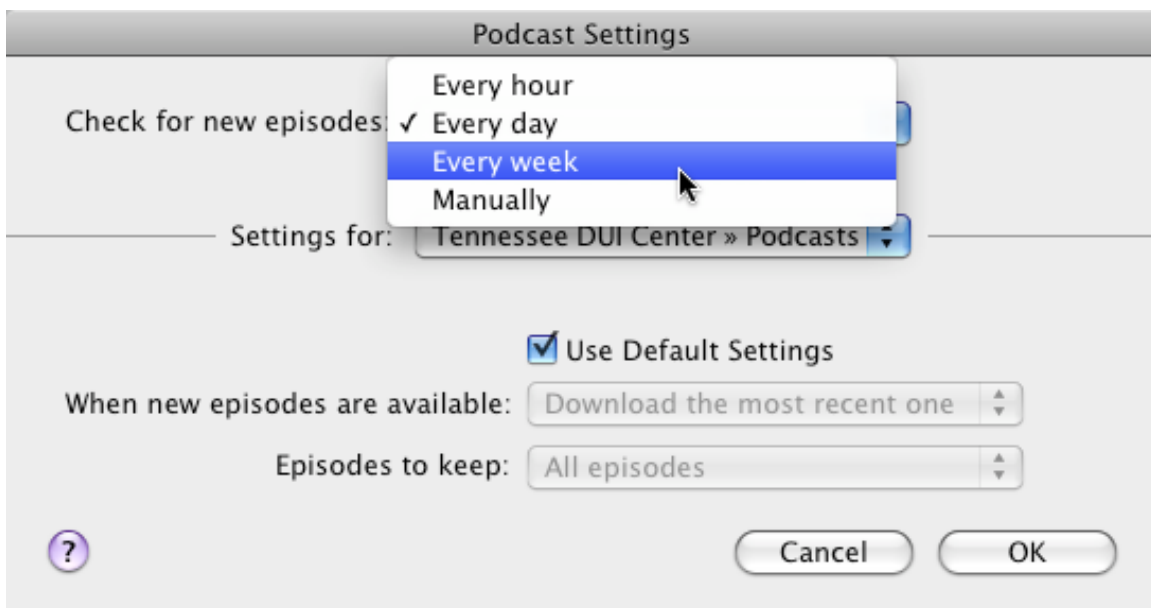 Podcast Settings
Every hour
Check for new episodes: ✓ Every day
Every week
Manually
Settings for: Tennessee DUI Center » Podcasts
Use Default Settings
When new episodes are available: Download the most recent one
Episodes to keep: All episodes
? Cancel OK